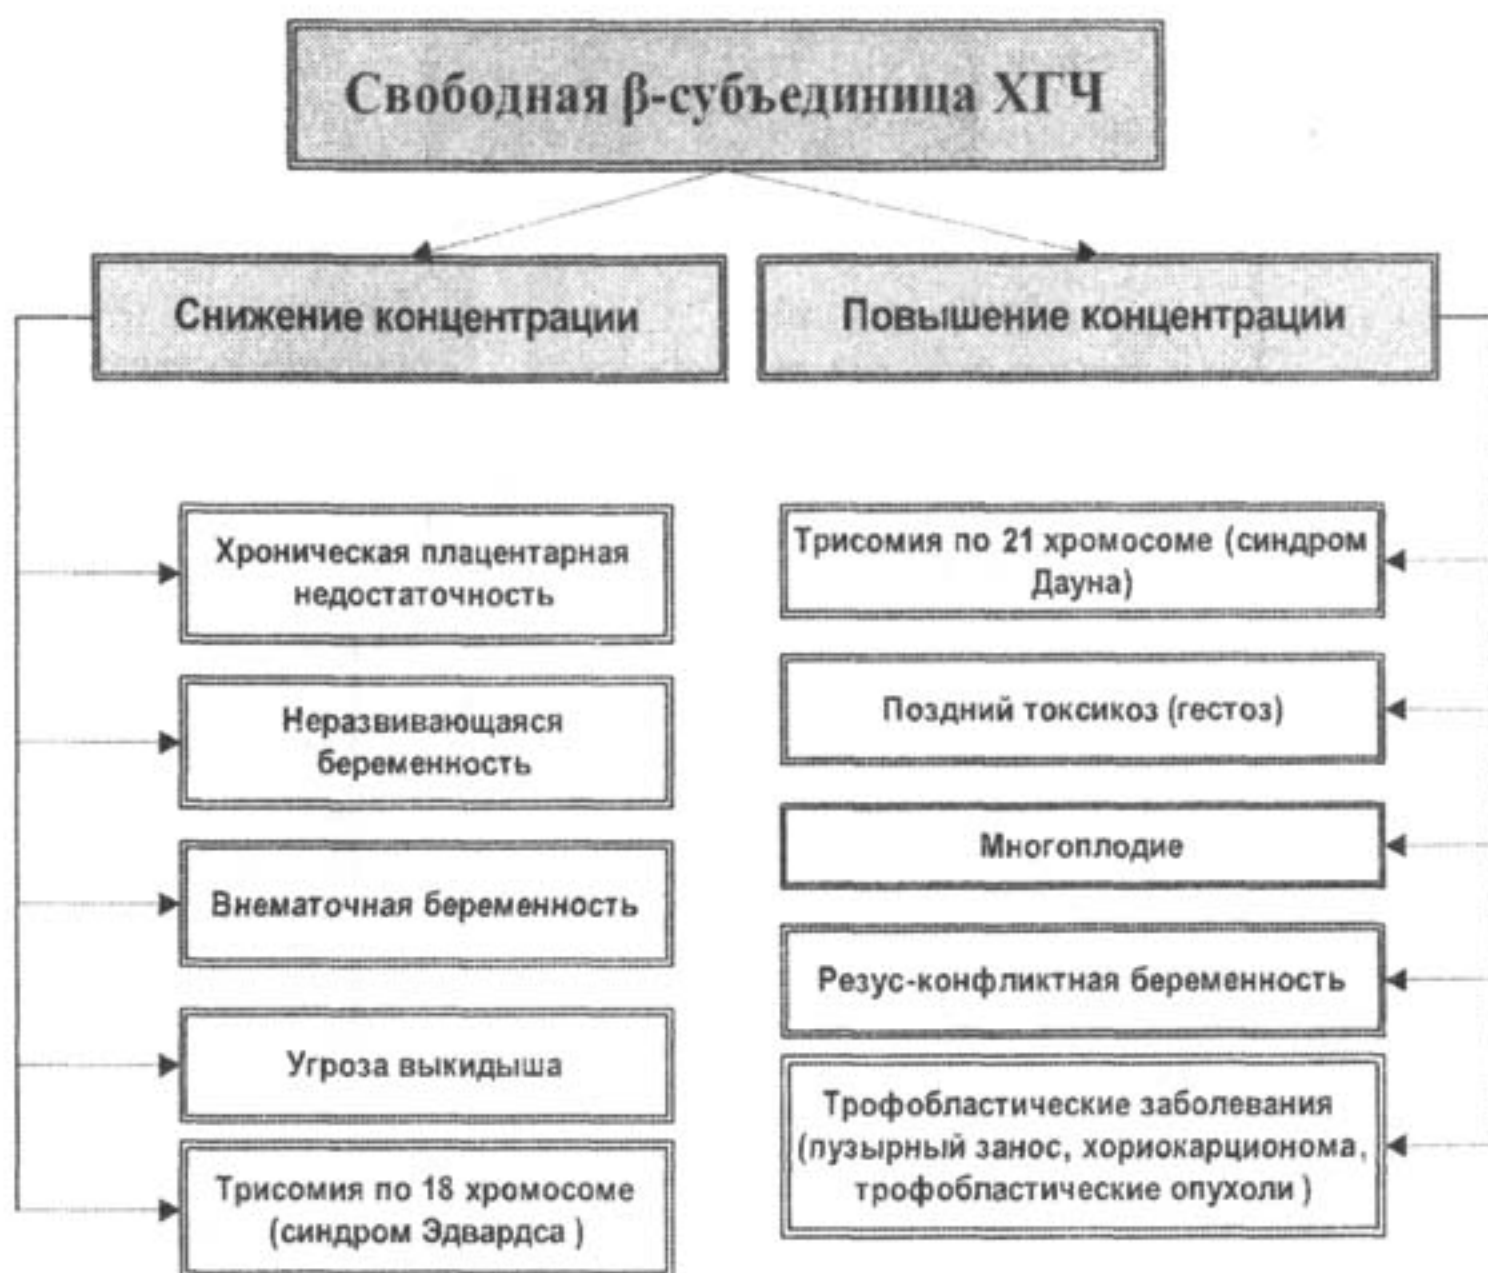 Свободная β-субъединица ХГЧ
Снижение концентрации
Повышение концентрации
Хроническая плацентарная
недостаточность
Неразвивающаяся
беременность
Внематочная беременность
Угроза выкидыша
Трисомия по 18 хромосоме
(синдром Эдвардса )
Трисомия по 21 хромосоме (синдром
Дауна)
Поздний токсикоз (гестоз)
Многоплодие
Резус-конфликтная беременность
Трофобластические заболевания
(пузырный занос, хориокарционома,
трофобластические опухоли )